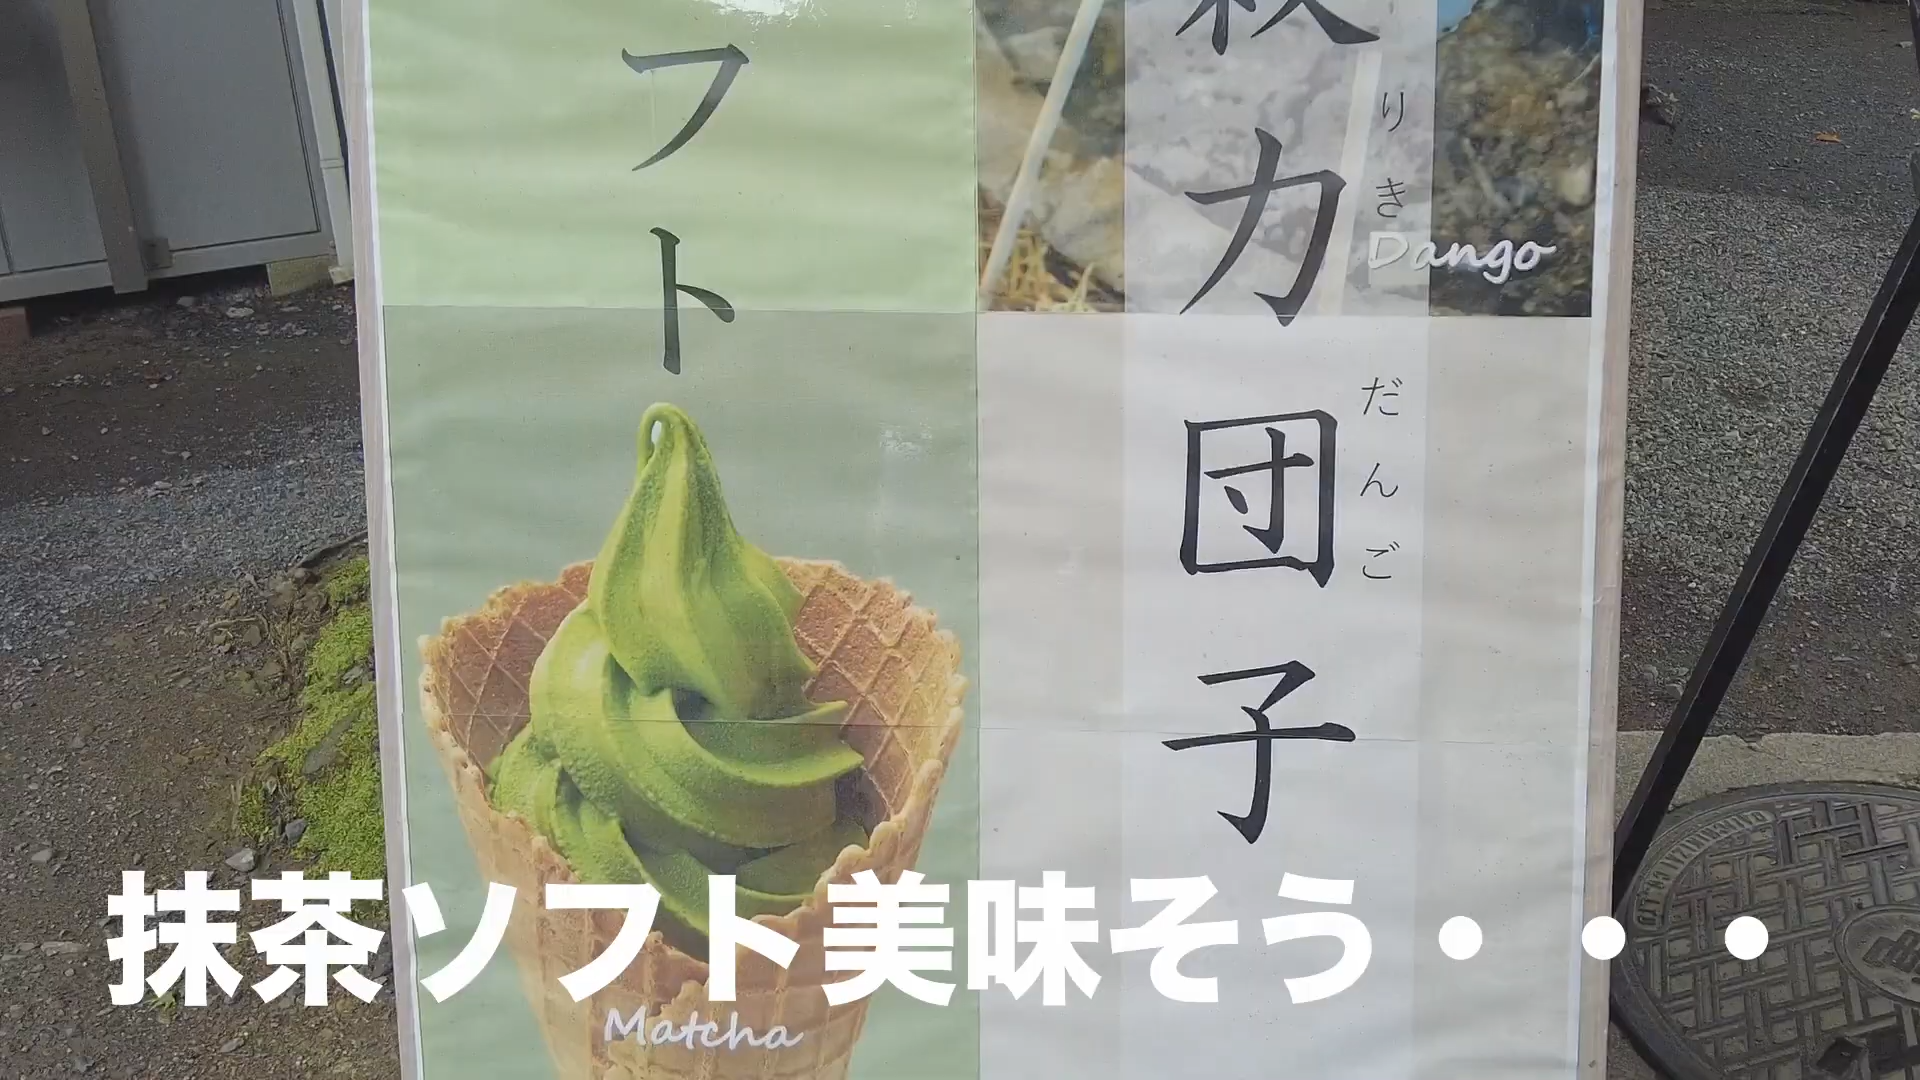 フト
力団子
りき
だんご
Dango
Matcha
抹茶ソフト美味そう・・・